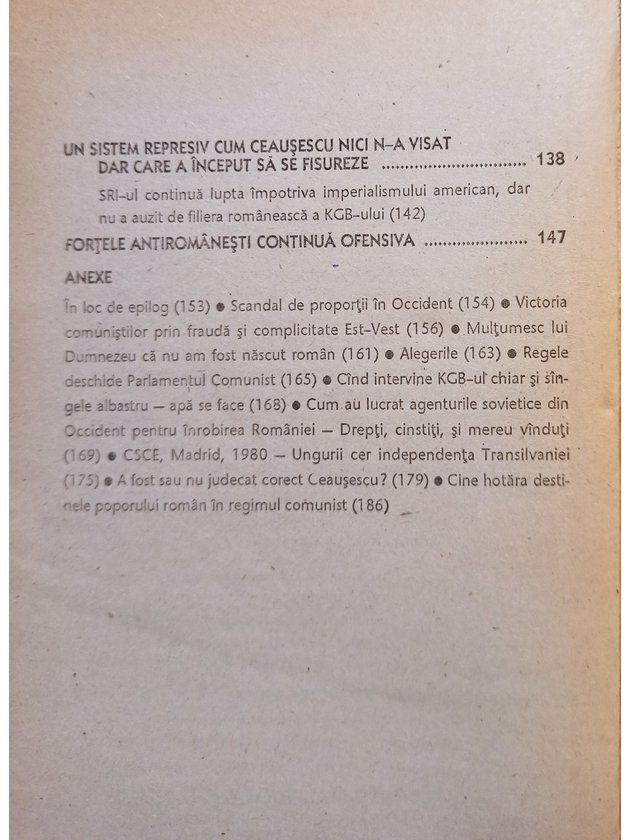 UN SISTEM REPRESIV CUM CEAUŞESCU NICI N–A VISAT
DAR CARE A ÎNCEPUT SĂ SE FISUREZE ............................... 138
SRI–ul continuă lupta împotriva imperialismului american, dar
nu a auzit de filiera românească a KGB–ului (142)
FORŢELE ANTIROMÂNEŞTI CONTINUĂ OFENSIVA ...................... 147
ANEXE
În loc de epilog (153) ● Scandal de proporţii în Occident (154) ● Victoria
comuniştilor prin fraudă şi complicitate Est–Vest (156) ● Mulţumesc lui
Dumnezeu că nu am fost născut român (161) ● Alegerile (163) ● Regele
deschide Parlamentul Comunist (165) ● Cînd intervine KGB–ul chiar şi sîn-
gele albastru – apă se face (168) ● Cum au lucrat agenturile sovietice din
Occident pentru înrobirea României – Drepţi, cinstiţi, şi mereu vînduţi
(169) ● CSCE, Madrid, 1980 – Ungurii cer independenţa Transilvaniei
(175) ● A fost sau nu judecat corect Ceauşescu? (179) ● Cine hotăra desti-
nele poporului român în regimul comunist (186)